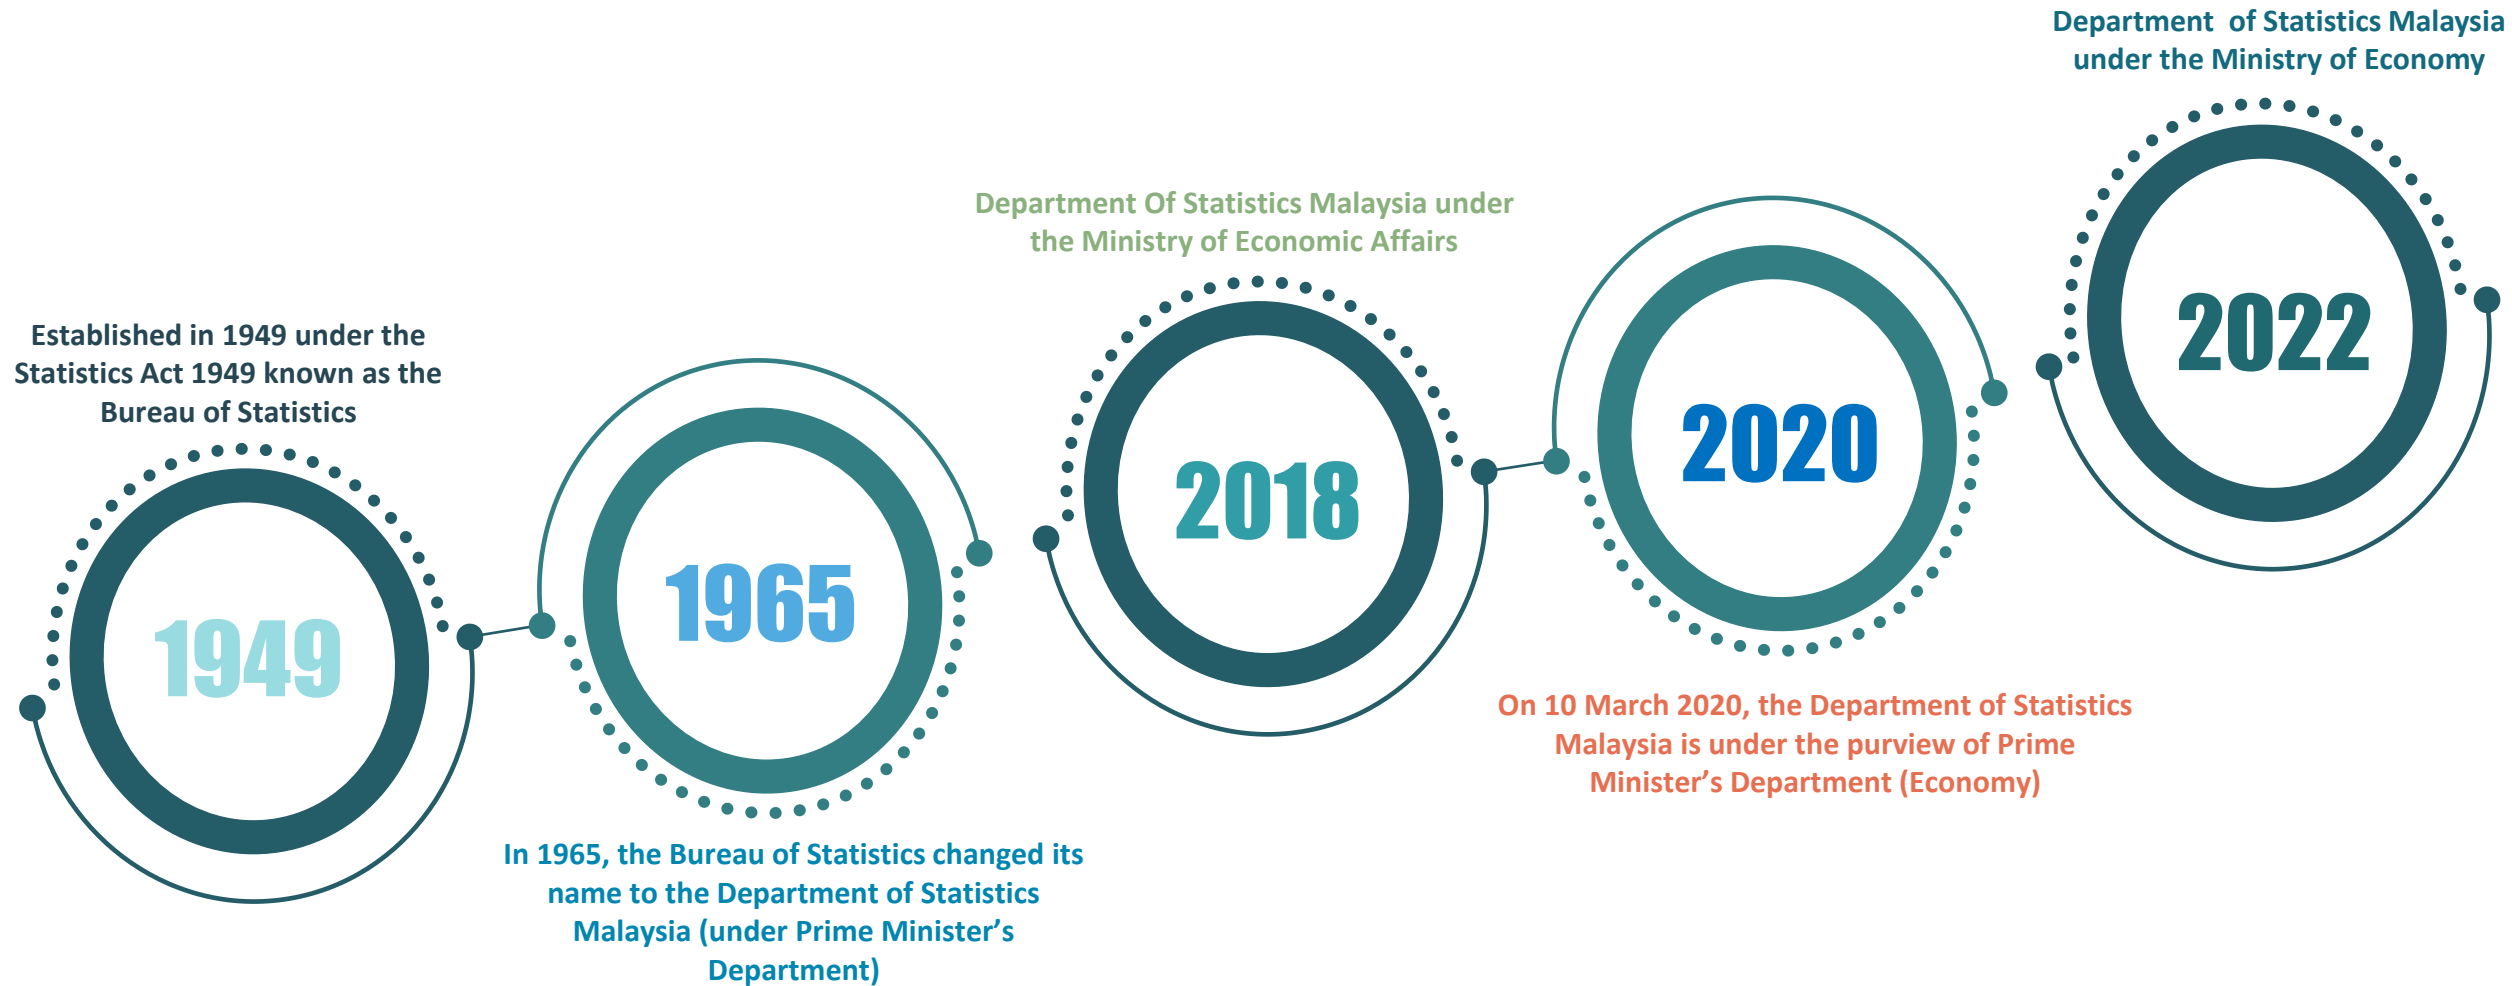 Established in 1949 under the
Statistics Act 1949 known as the
Bureau of Statistics
1949
1965
In 1965, the Bureau of Statistics changed its
name to the Department of Statistics
Malaysia (under Prime Minister’s
Department)
Department Of Statistics Malaysia under
the Ministry of Economic Affairs
2018
2020
On 10 March 2020, the Department of Statistics
Malaysia is under the purview of Prime
Minister’s Department (Economy)
Department of Statistics Malaysia
under the Ministry of Economy
2022